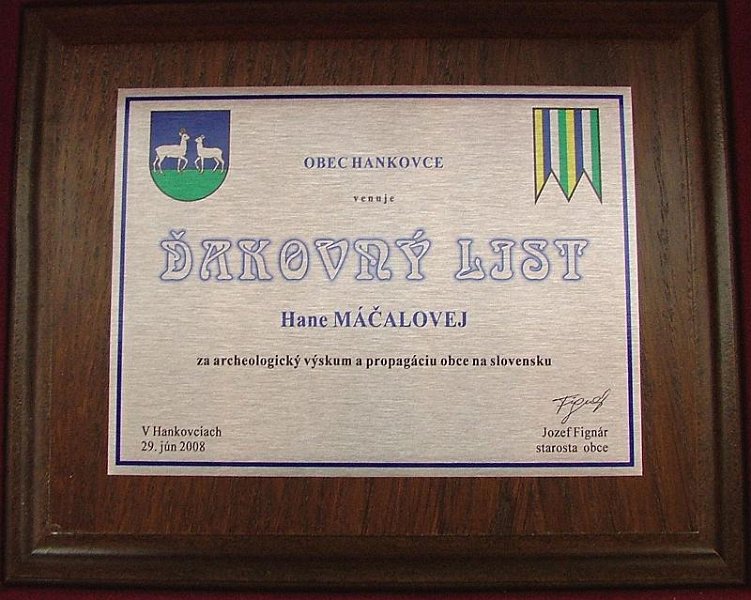 OBEC HANKOVCE
venuje
ĎAKOVNÝ LIST
Hane MÁČALOVEJ
za archeologický výskum a propagáciu obce na slovensku
V Hankovciach
29. jún 2008
Fignár
Jozef Fignár
starosta obce